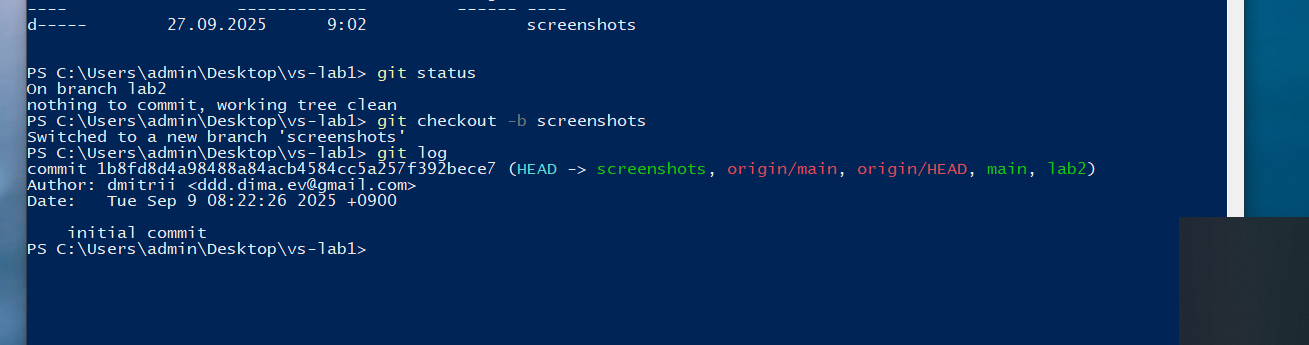 ---- ------------- ------ ----
d----- 27.09.2025 9:02 screenshots
PS C:\Users\admin\Desktop\vs-lab1> git status
On branch lab2
nothing to commit, working tree clean
PS C:\Users\admin\Desktop\vs-lab1> git checkout -b screenshots
Switched to a new branch 'screenshots'
PS C:\Users\admin\Desktop\vs-lab1> git log
commit 1b8fd8d4a98488a84acb4584cc5a257f392bece7 (HEAD -> screenshots, origin/main, origin/HEAD, main, lab2)
Author: dmitrii <ddd.dima.ev@gmail.com>
Date:   Tue Sep 9 08:22:26 2025 +0900
initial commit
PS C:\Users\admin\Desktop\vs-lab1>